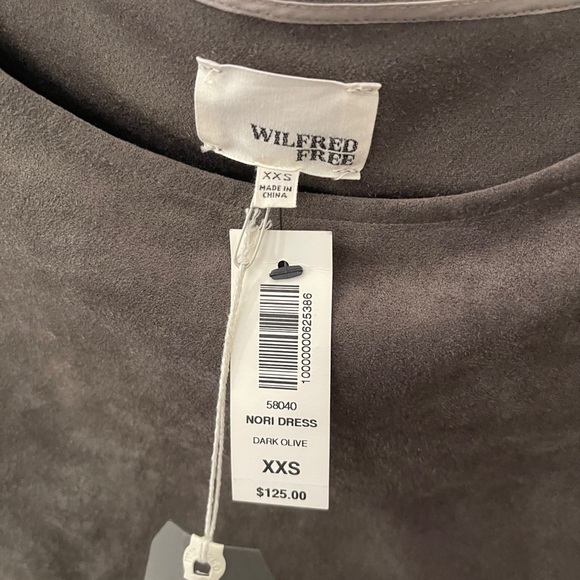 WILFRED
FREE
XXS
MADE IN
CHINA
10000000625386
58040
NORI DRESS
DARK OLIVE
XXS
$125.00